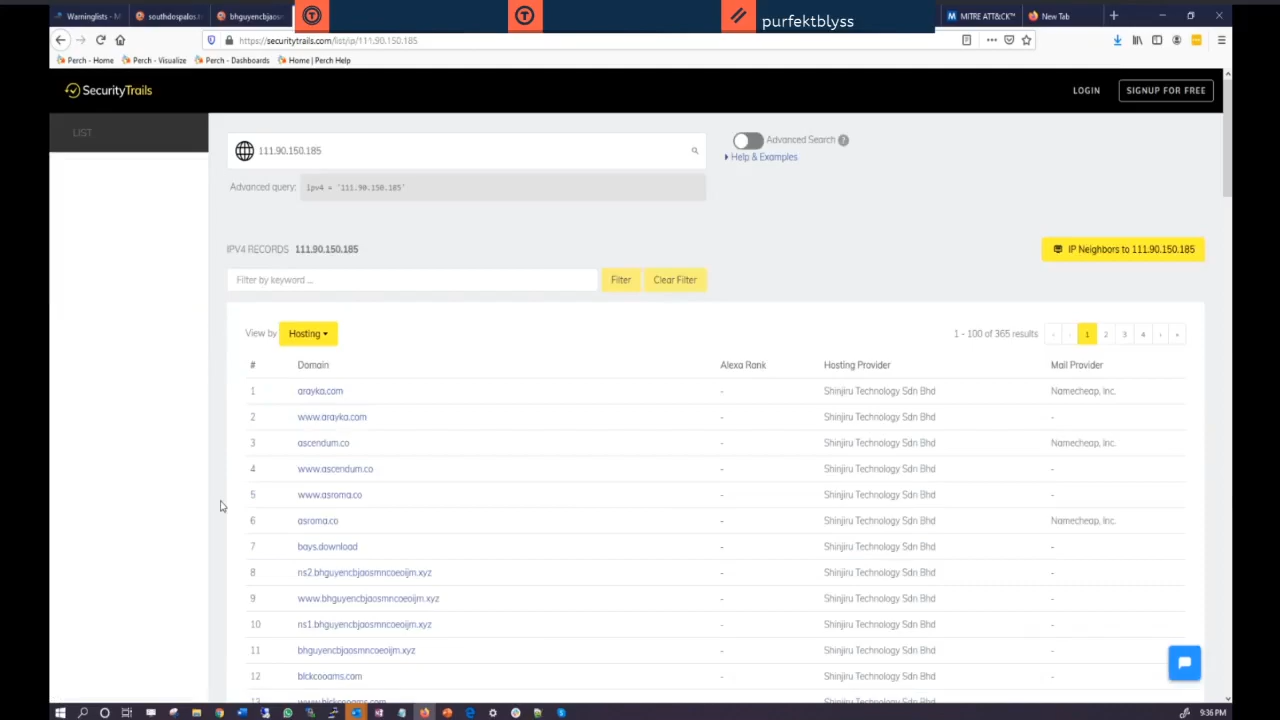 Warninglists - M
southdospalos.
bhguyencbjaos
purfektblyss
MITRE ATT&CK™
New Tab
https://securitytrails.com/list/ip/111.90.150.185
Perch - Home
Perch - Visualize
Perch - Dashboards
Home | Perch Help
SecurityTrails
LOGIN
SIGNUP FOR FREE
LIST
111.90.150.185
Advanced Search ?
Help & Examples
Advanced query:
ipv4 = '111.90.150.185'
IPV4 RECORDS 111.90.150.185
IP Neighbors to 111.90.150.185
Filter by keyword ...
Filter
Clear Filter
View by
Hosting
1 - 100 of 365 results
‹ ‹ 1 2 3 4 › »
# Domain Alexa Rank Hosting Provider Mail Provider
1 arayka.com - Shinjiru Technology Sdn Bhd Namecheap, Inc.
2 www.arayka.com - Shinjiru Technology Sdn Bhd -
3 ascendum.co - Shinjiru Technology Sdn Bhd Namecheap, Inc.
4 www.ascendum.co - Shinjiru Technology Sdn Bhd -
5 www.asroma.co - Shinjiru Technology Sdn Bhd -
6 asroma.co - Shinjiru Technology Sdn Bhd Namecheap, Inc.
7 bays.download - Shinjiru Technology Sdn Bhd -
8 ns2.bhguyencbjaosmncoeoijm.xyz - Shinjiru Technology Sdn Bhd -
9 www.bhguyencbjaosmncoeoijm.xyz - Shinjiru Technology Sdn Bhd -
10 ns1.bhguyencbjaosmncoeoijm.xyz - Shinjiru Technology Sdn Bhd -
11 bhguyencbjaosmncoeoijm.xyz - Shinjiru Technology Sdn Bhd -
12 blckcooams.com - Shinjiru Technology Sdn Bhd -
9:36 PM